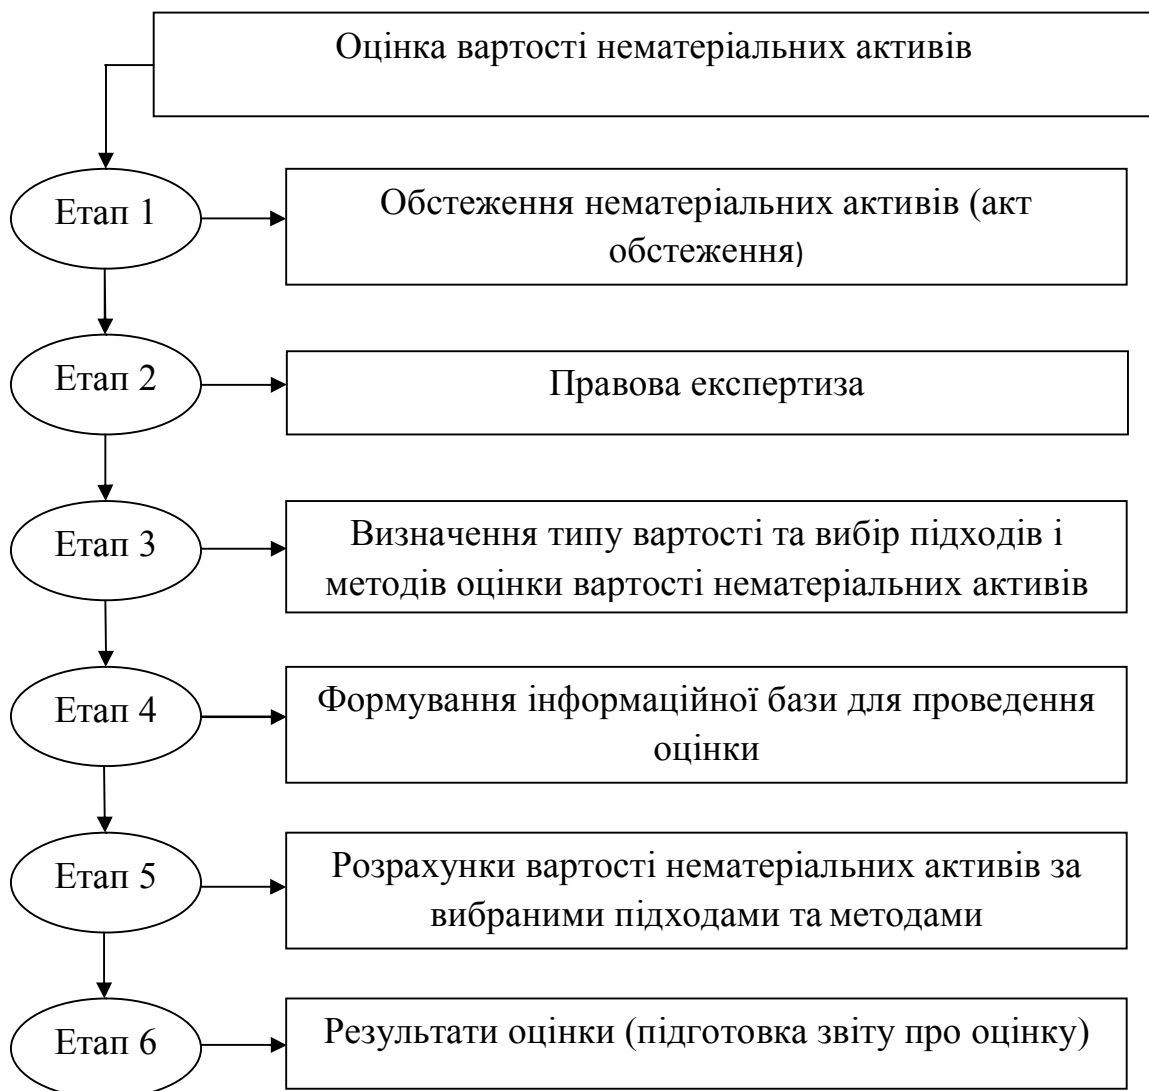 Оцінка вартості нематеріальних активів
Етап 1
Обстеження нематеріальних активів (акт
обстеження)
Етап 2
Правова експертиза
Етап 3
Визначення типу вартості та вибір підходів і
методів оцінки вартості нематеріальних активів
Етап 4
Формування інформаційної бази для проведення
оцінки
Етап 5
Розрахунки вартості нематеріальних активів за
вибраними підходами та методами
Етап 6
Результати оцінки (підготовка звіту про оцінку)